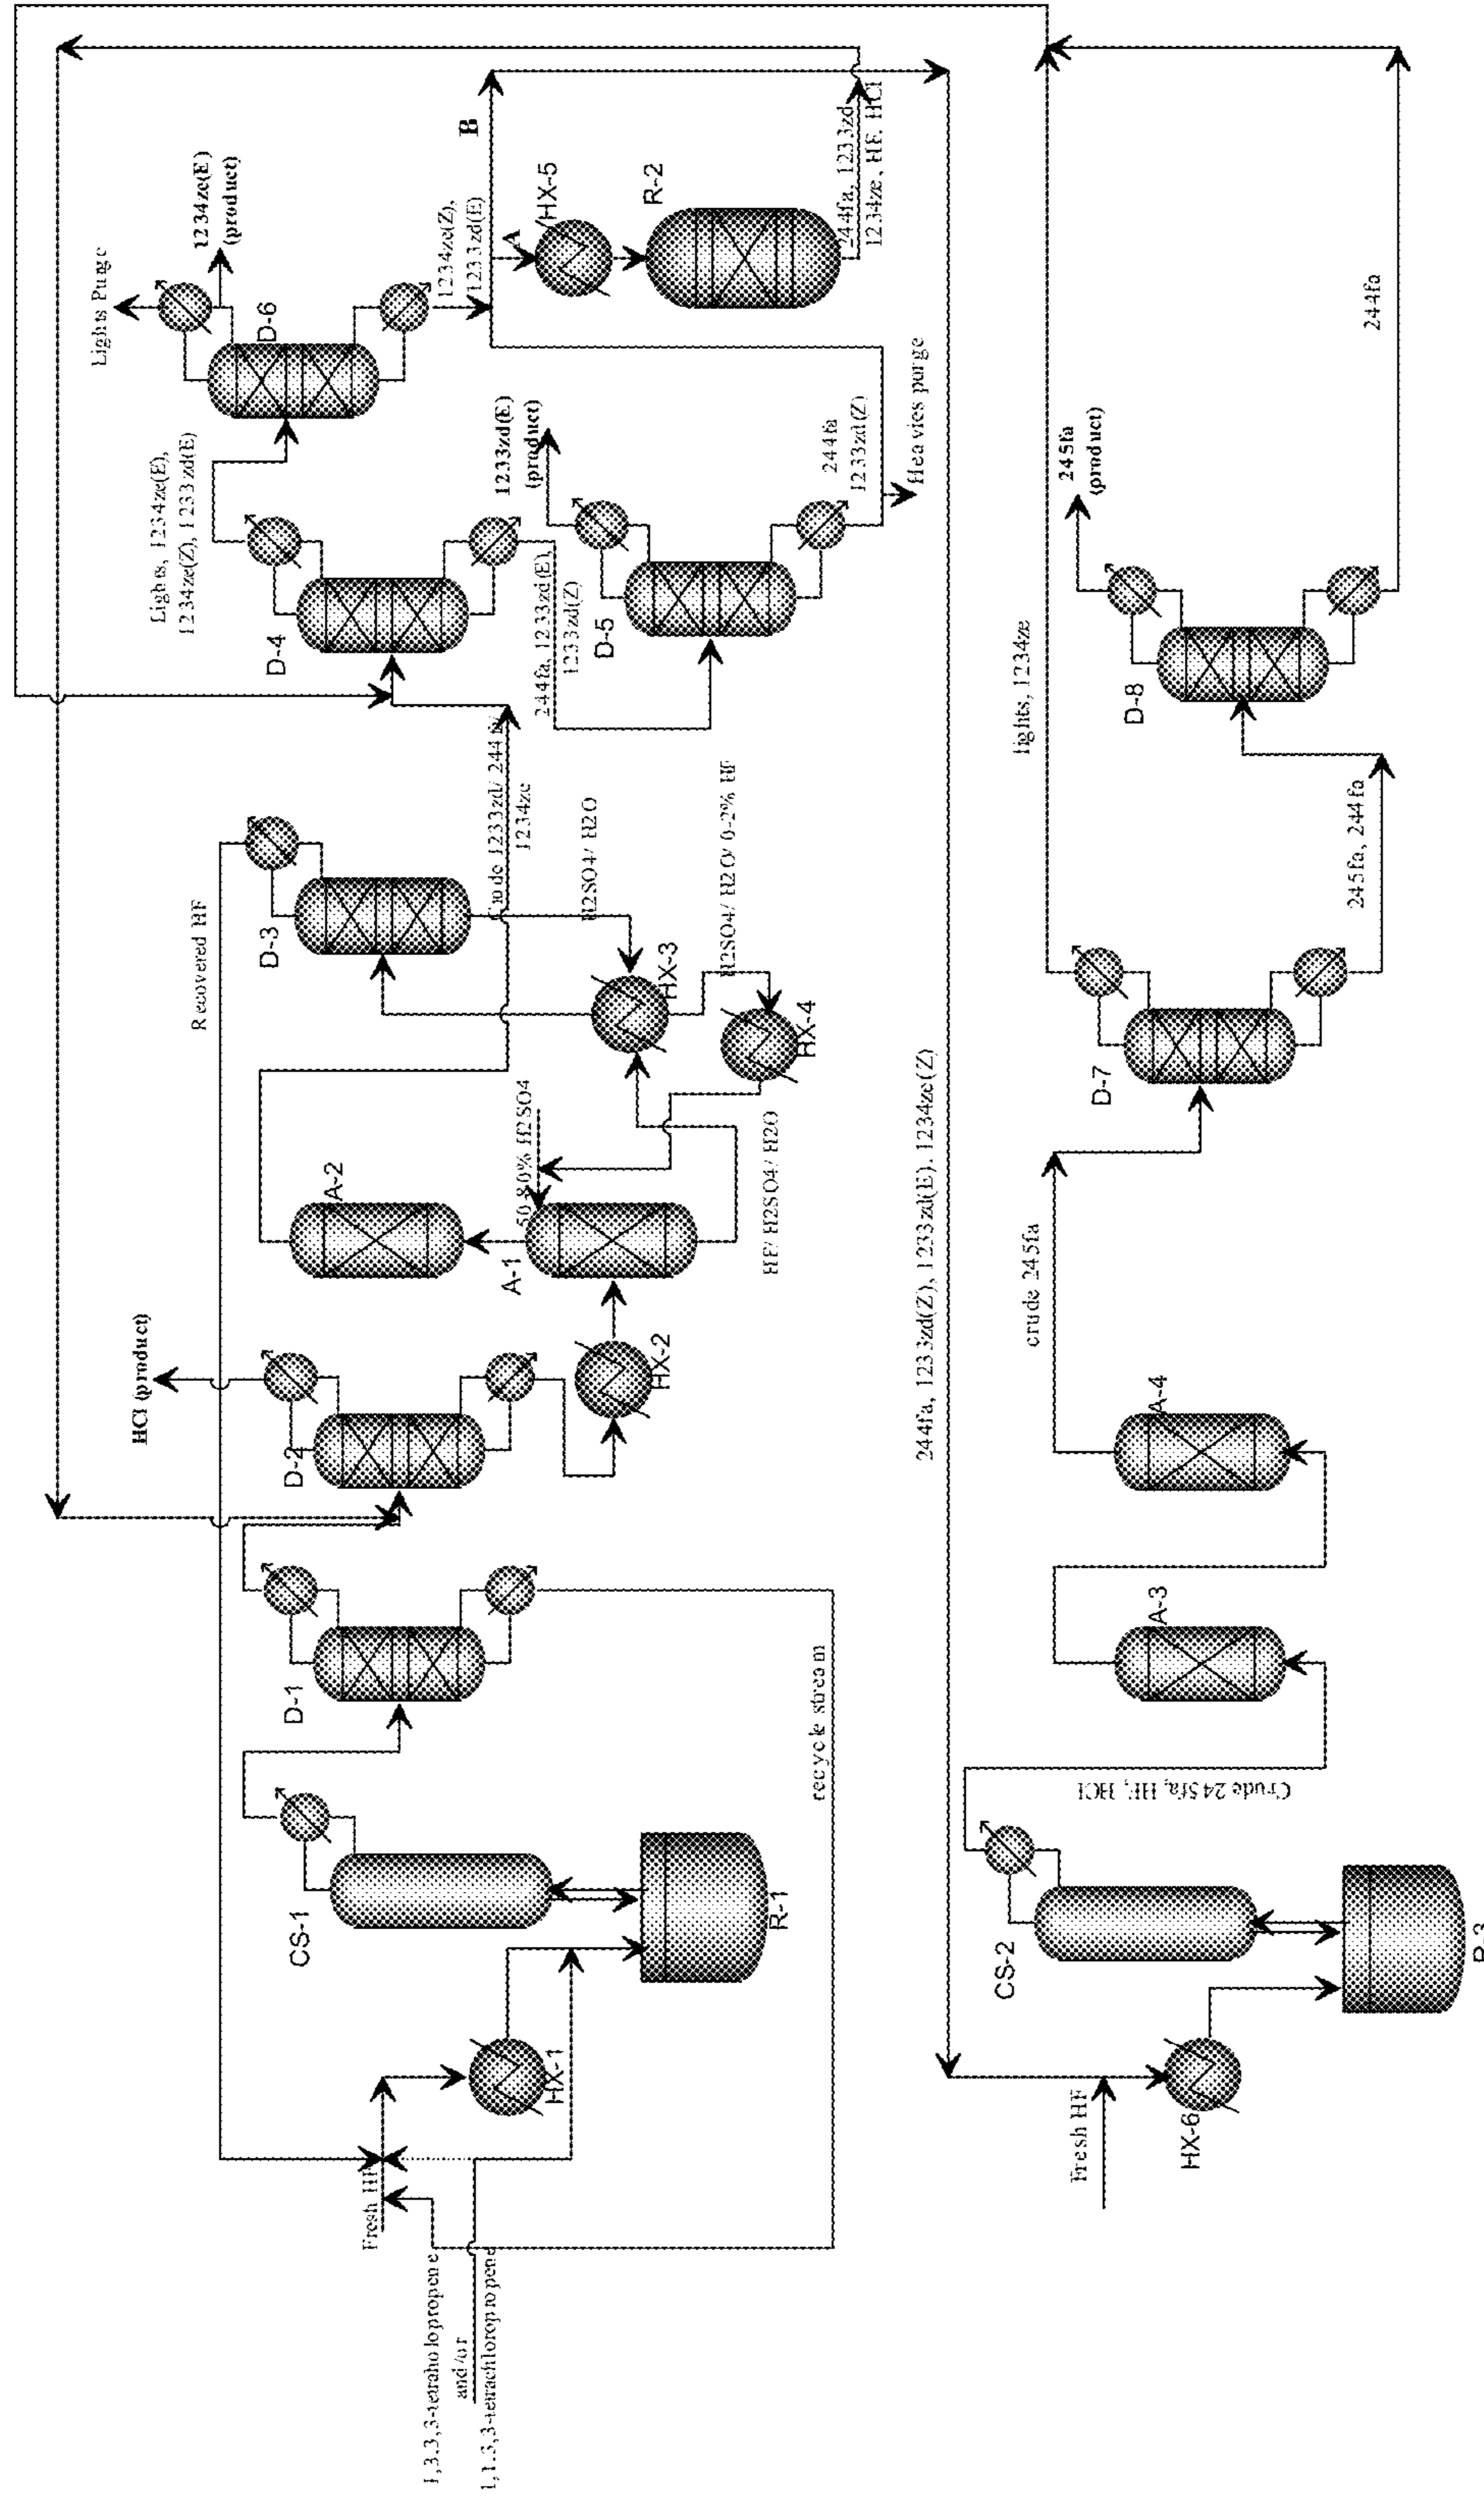 1,3.3,3-tetrahalopropene
and/or
1,1.3,3-tetrachloropropene
Fresh HF
HX-1
CS-1
R-1
recycle stream
D-1
HCl (product)
D-2
HX-2
Recovered HF
A-2
A-1
50-80% H2SO4
HF/ H2SO4/ H2O
D-3
HX-3
H2SO4/ H2O
H2SO4/ H2O/ 0-2% HF
HX-4
Crude 1233zd/ 244fa
1234ze
Lights, 1234ze(E),
1234ze(Z), 1233zd(E)
D-4
244fa, 1233zd(E),
1233zd(Z)
1233zd(E)
(product)
D-5
244fa
1233zd(Z)
Heavies purge
Lights Purge
1234ze(E)
(product)
D-6
1234ze(Z),
1233zd(E)
B
A
HX-5
R-2
244fa, 1233zd
1234ze, HF, HCl
244fa, 1233zd(Z), 1233zd(E). 1234ze(Z)
Fresh HF
HX-6
CS-2
R-3
Crude 245fa, HF, HCl
A-3
A-4
crude 245fa
D-7
lights, 1234ze
245fa, 244fa
D-8
245fa
(product)
244fa